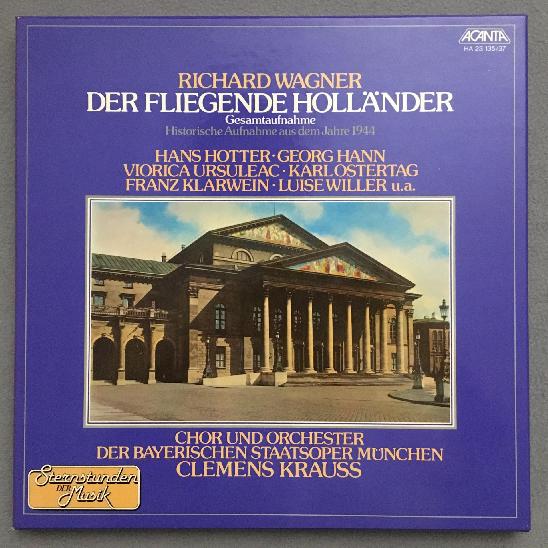 ACANTA
HA 23 135/37
RICHARD WAGNER
DER FLIEGENDE HOLLÄNDER
Gesamtaufnahme
Historische Aufnahme aus dem Jahre 1944
HANS HOTTER · GEORG HANN
VIORICA URSULEAC · KARL OSTERTAG
FRANZ KLARWEIN · LUISE WILLER u.a.
CHOR UND ORCHESTER
DER BAYERISCHEN STAATSOPER MÜNCHEN
CLEMENS KRAUSS
Sternstunden
DER
Musik